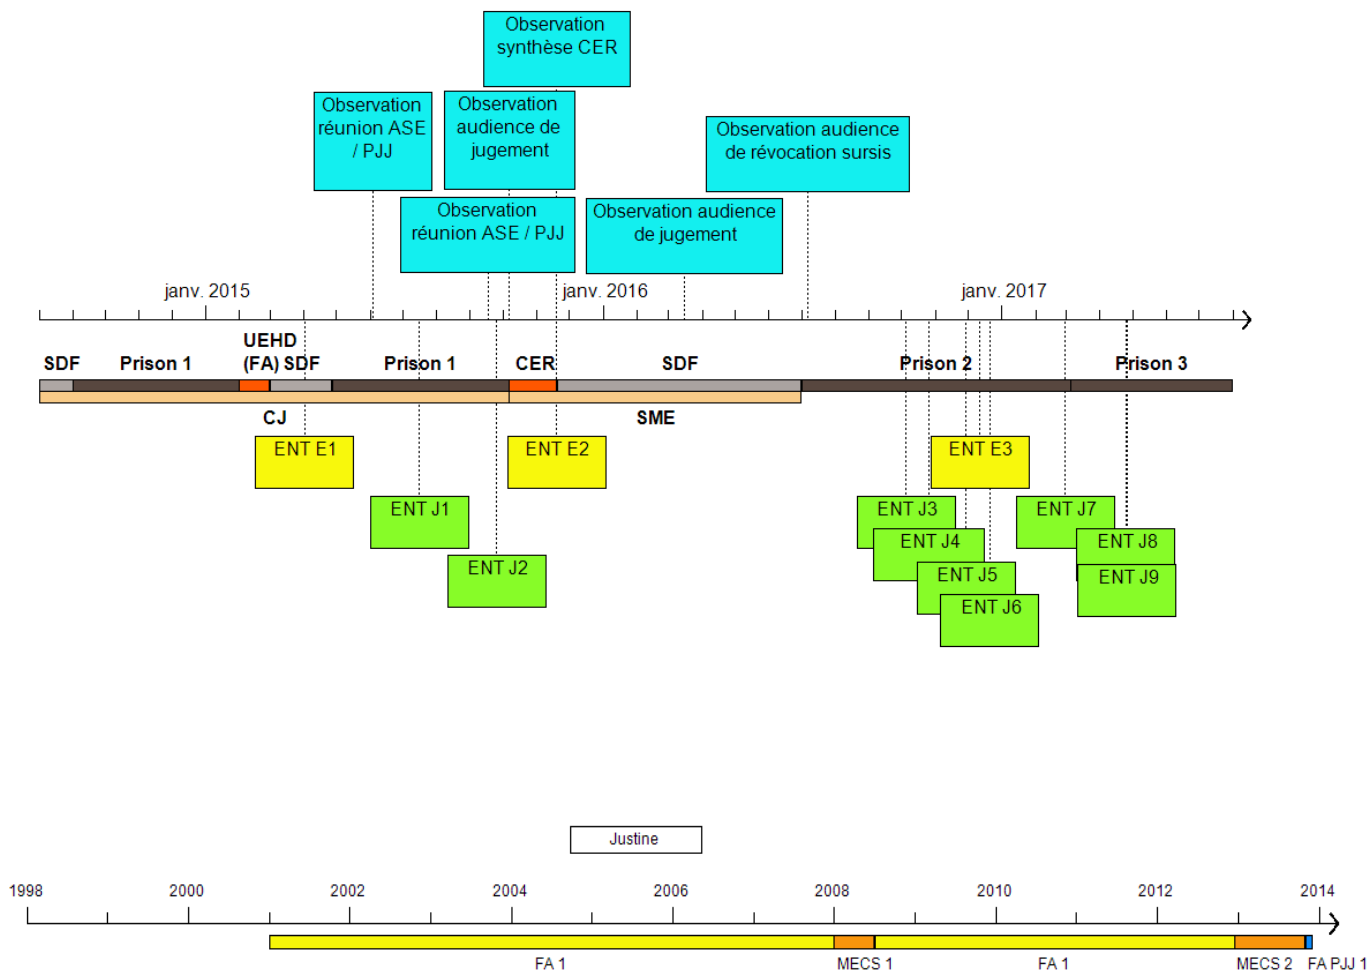 Observation
synthèse CER
Observation
réunion ASE
/ PJJ
Observation
audience de
jugement
Observation audience
de révocation sursis
Observation
réunion ASE / PJJ
Observation audience
de jugement
janv. 2015
janv. 2016
janv. 2017
SDF
Prison 1
UEHD
(FA) SDF
Prison 1
CER
SDF
Prison 2
Prison 3
CJ
SME
ENT E1
ENT E2
ENT E3
ENT J1
ENT J2
ENT J3
ENT J4
ENT J5
ENT J6
ENT J7
ENT J8
ENT J9
Justine
1998
2000
2002
2004
2006
2008
2010
2012
2014
FA 1
MECS 1
FA 1
MECS 2
FA PJJ 1